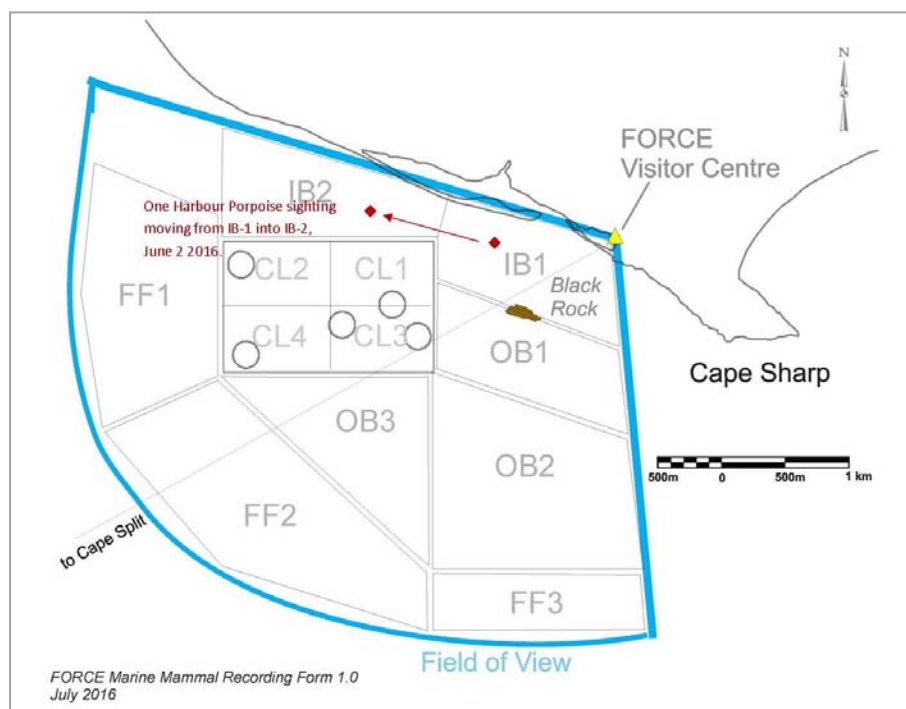 N
FORCE
Visitor Centre
IB2
One Harbour Porpoise sighting
moving from IB-1 into IB-2,
June 2 2016.
IB1
CL2
CL1
Black
Rock
FF1
CL4
CL3
OB1
Cape Sharp
OB3
OB2
500m
0
500m
1 km
FF2
to Cape Split
FF3
Field of View
FORCE Marine Mammal Recording Form 1.0
July 2016